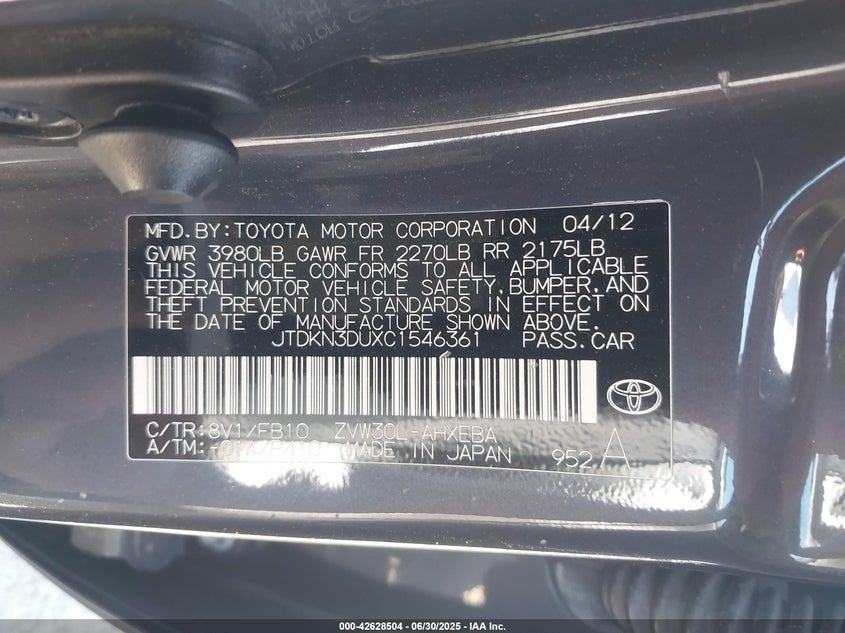 MFD.BY:TOYOTA MOTOR CORPORATION 04/12
GVWR 3980LB GAWR FR 2270LB RR 2175LB
THIS VEHICLE CONFORMS TO ALL APPLICABLE
FEDERAL MOTOR VEHICLE SAFETY,BUMPER,AND
THEFT PREVENTION STANDARDS IN EFFECT ON
THE DATE OF MANUFACTURE SHOWN ABOVE.
JTDKN3DUXC1546361 PASS.CAR
C/TR:8V1/FB10 ZVW30L-AHXEBA
A/TM:-01A/P410 MADE IN JAPAN 952 A
000-42628504 / 06/30/2025 - IAA Inc.